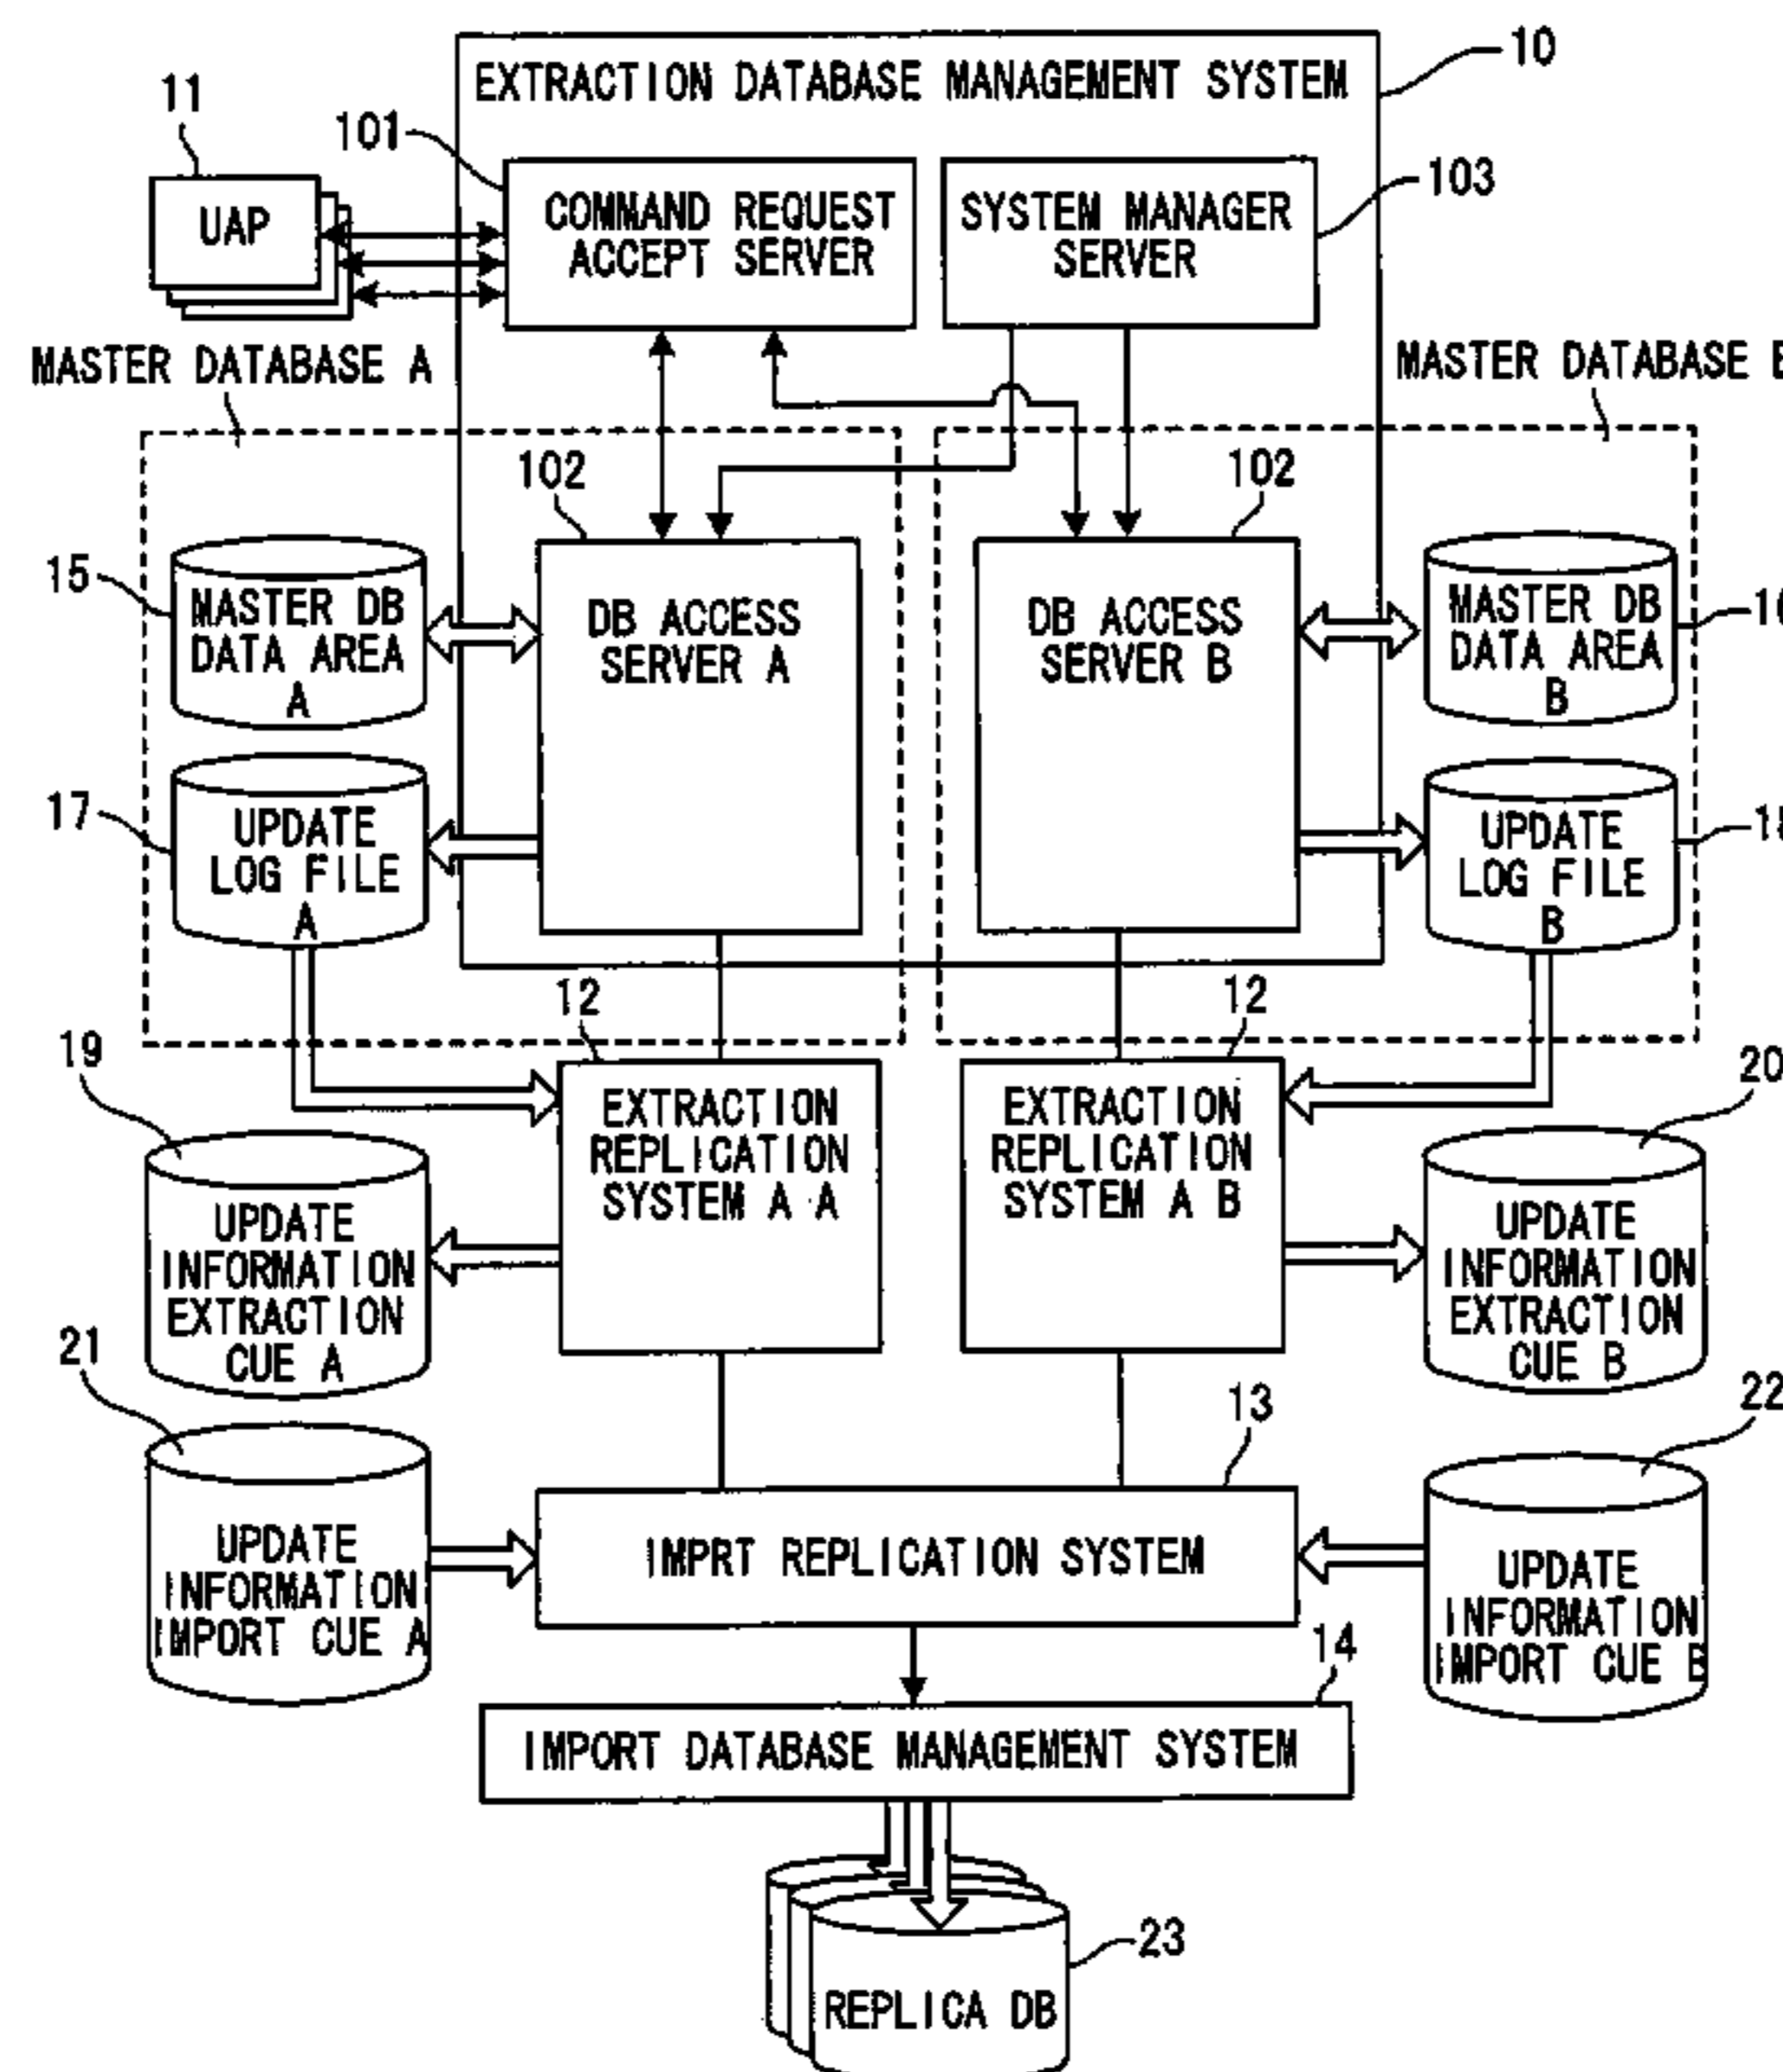 10
EXTRACTION DATABASE MANAGEMENT SYSTEM
11
101
103
UAP
COMMAND REQUEST
ACCEPT SERVER
SYSTEM MANAGER
SERVER
MASTER DATABASE A
MASTER DATABASE
102
102
15
MASTER DB
DATA AREA
A
DB ACCESS
SERVER A
DB ACCESS
SERVER B
MASTER DB
DATA AREA
B
17
UPDATE
LOG FILE
A
UPDATE
LOG FILE
B
12
12
19
20
EXTRACTION
REPLICATION
SYSTEM A A
EXTRACTION
REPLICATION
SYSTEM A B
UPDATE
INFORMATION
EXTRACTION
CUE A
UPDATE
INFORMATION
EXTRACTION
CUE B
21
13
22
UPDATE
INFORMATION
IMPORT CUE A
IMPRT REPLICATION SYSTEM
UPDATE
INFORMATION
IMPORT CUE B
14
IMPORT DATABASE MANAGEMENT SYSTEM
23
REPLICA DB